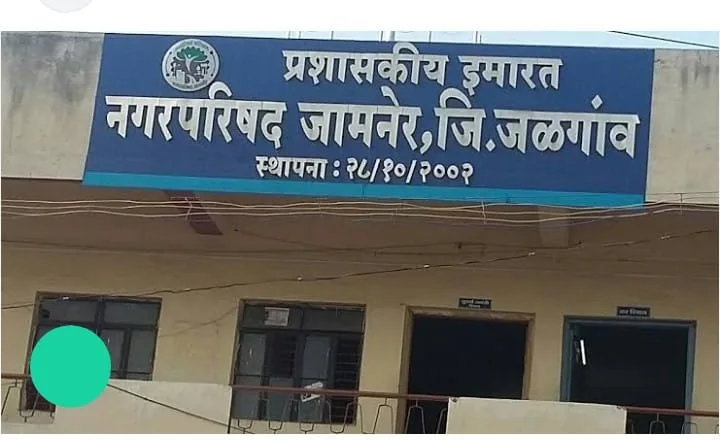 प्रशासकीय इमारत
नगरपरिषद जामनेर,जि.जळगांव
स्थापना : २८/१०/२००२